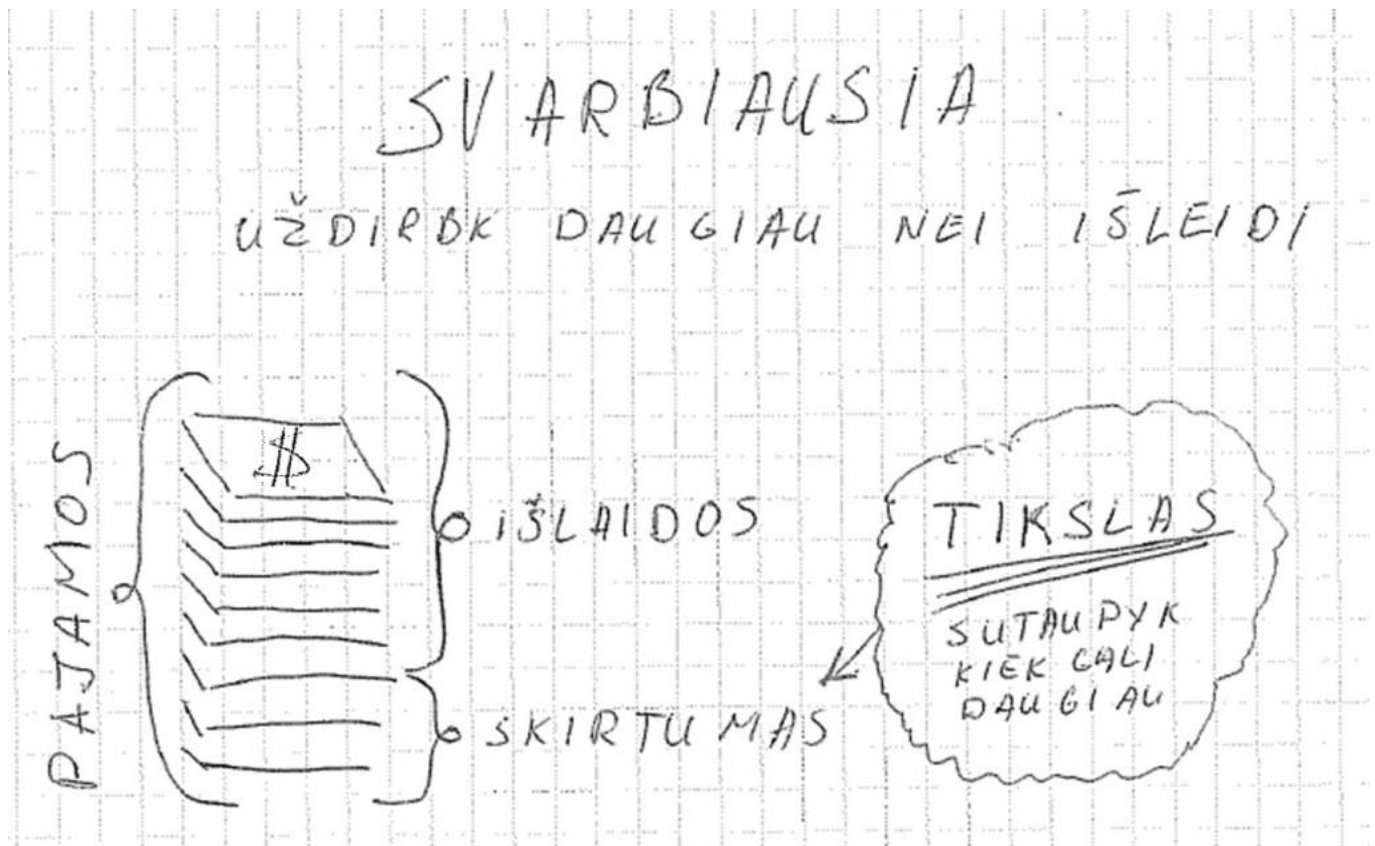 SVARBIAUSIA
UŽDIRBK DAUGIAU NEI IŠLEIDI
PAJAMOS
$
IŠLAIDOS
SKIRTUMAS
TIKSLAS
SUTAUPYK
KIEK GALI
DAUGIAU